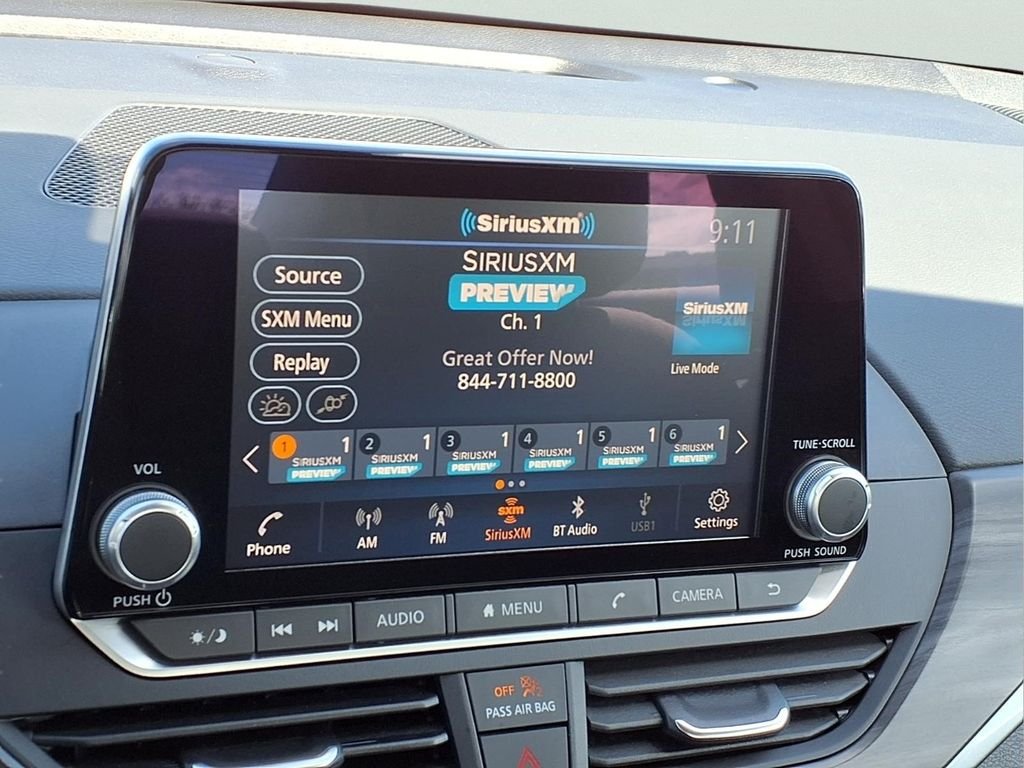 SiriusXM
9:11
SIRIUSXM
PREVIEW
Ch. 1
Source
SXM Menu
Replay
Great Offer Now!
844-711-8800
SiriusXM
Live Mode
1 1 SIRIUSXM PREVIEW
2 1 SIRIUSXM PREVIEW
3 1 SIRIUSXM PREVIEW
4 1 SIRIUSXM PREVIEW
5 1 SIRIUSXM PREVIEW
6 1 SIRIUSXM PREVIEW
Phone
AM
FM
sxm
SiriusXM
BT Audio
USB1
Settings
VOL
PUSH
TUNE·SCROLL
PUSH SOUND
AUDIO
MENU
CAMERA
OFF
PASS AIR BAG